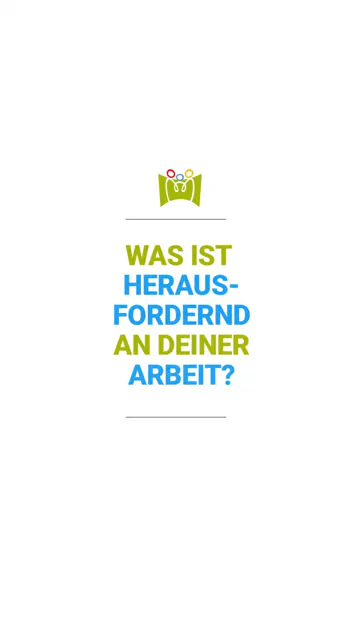 WAS IST
HERAUS-
FORDERND
AN DEINER
ARBEIT?